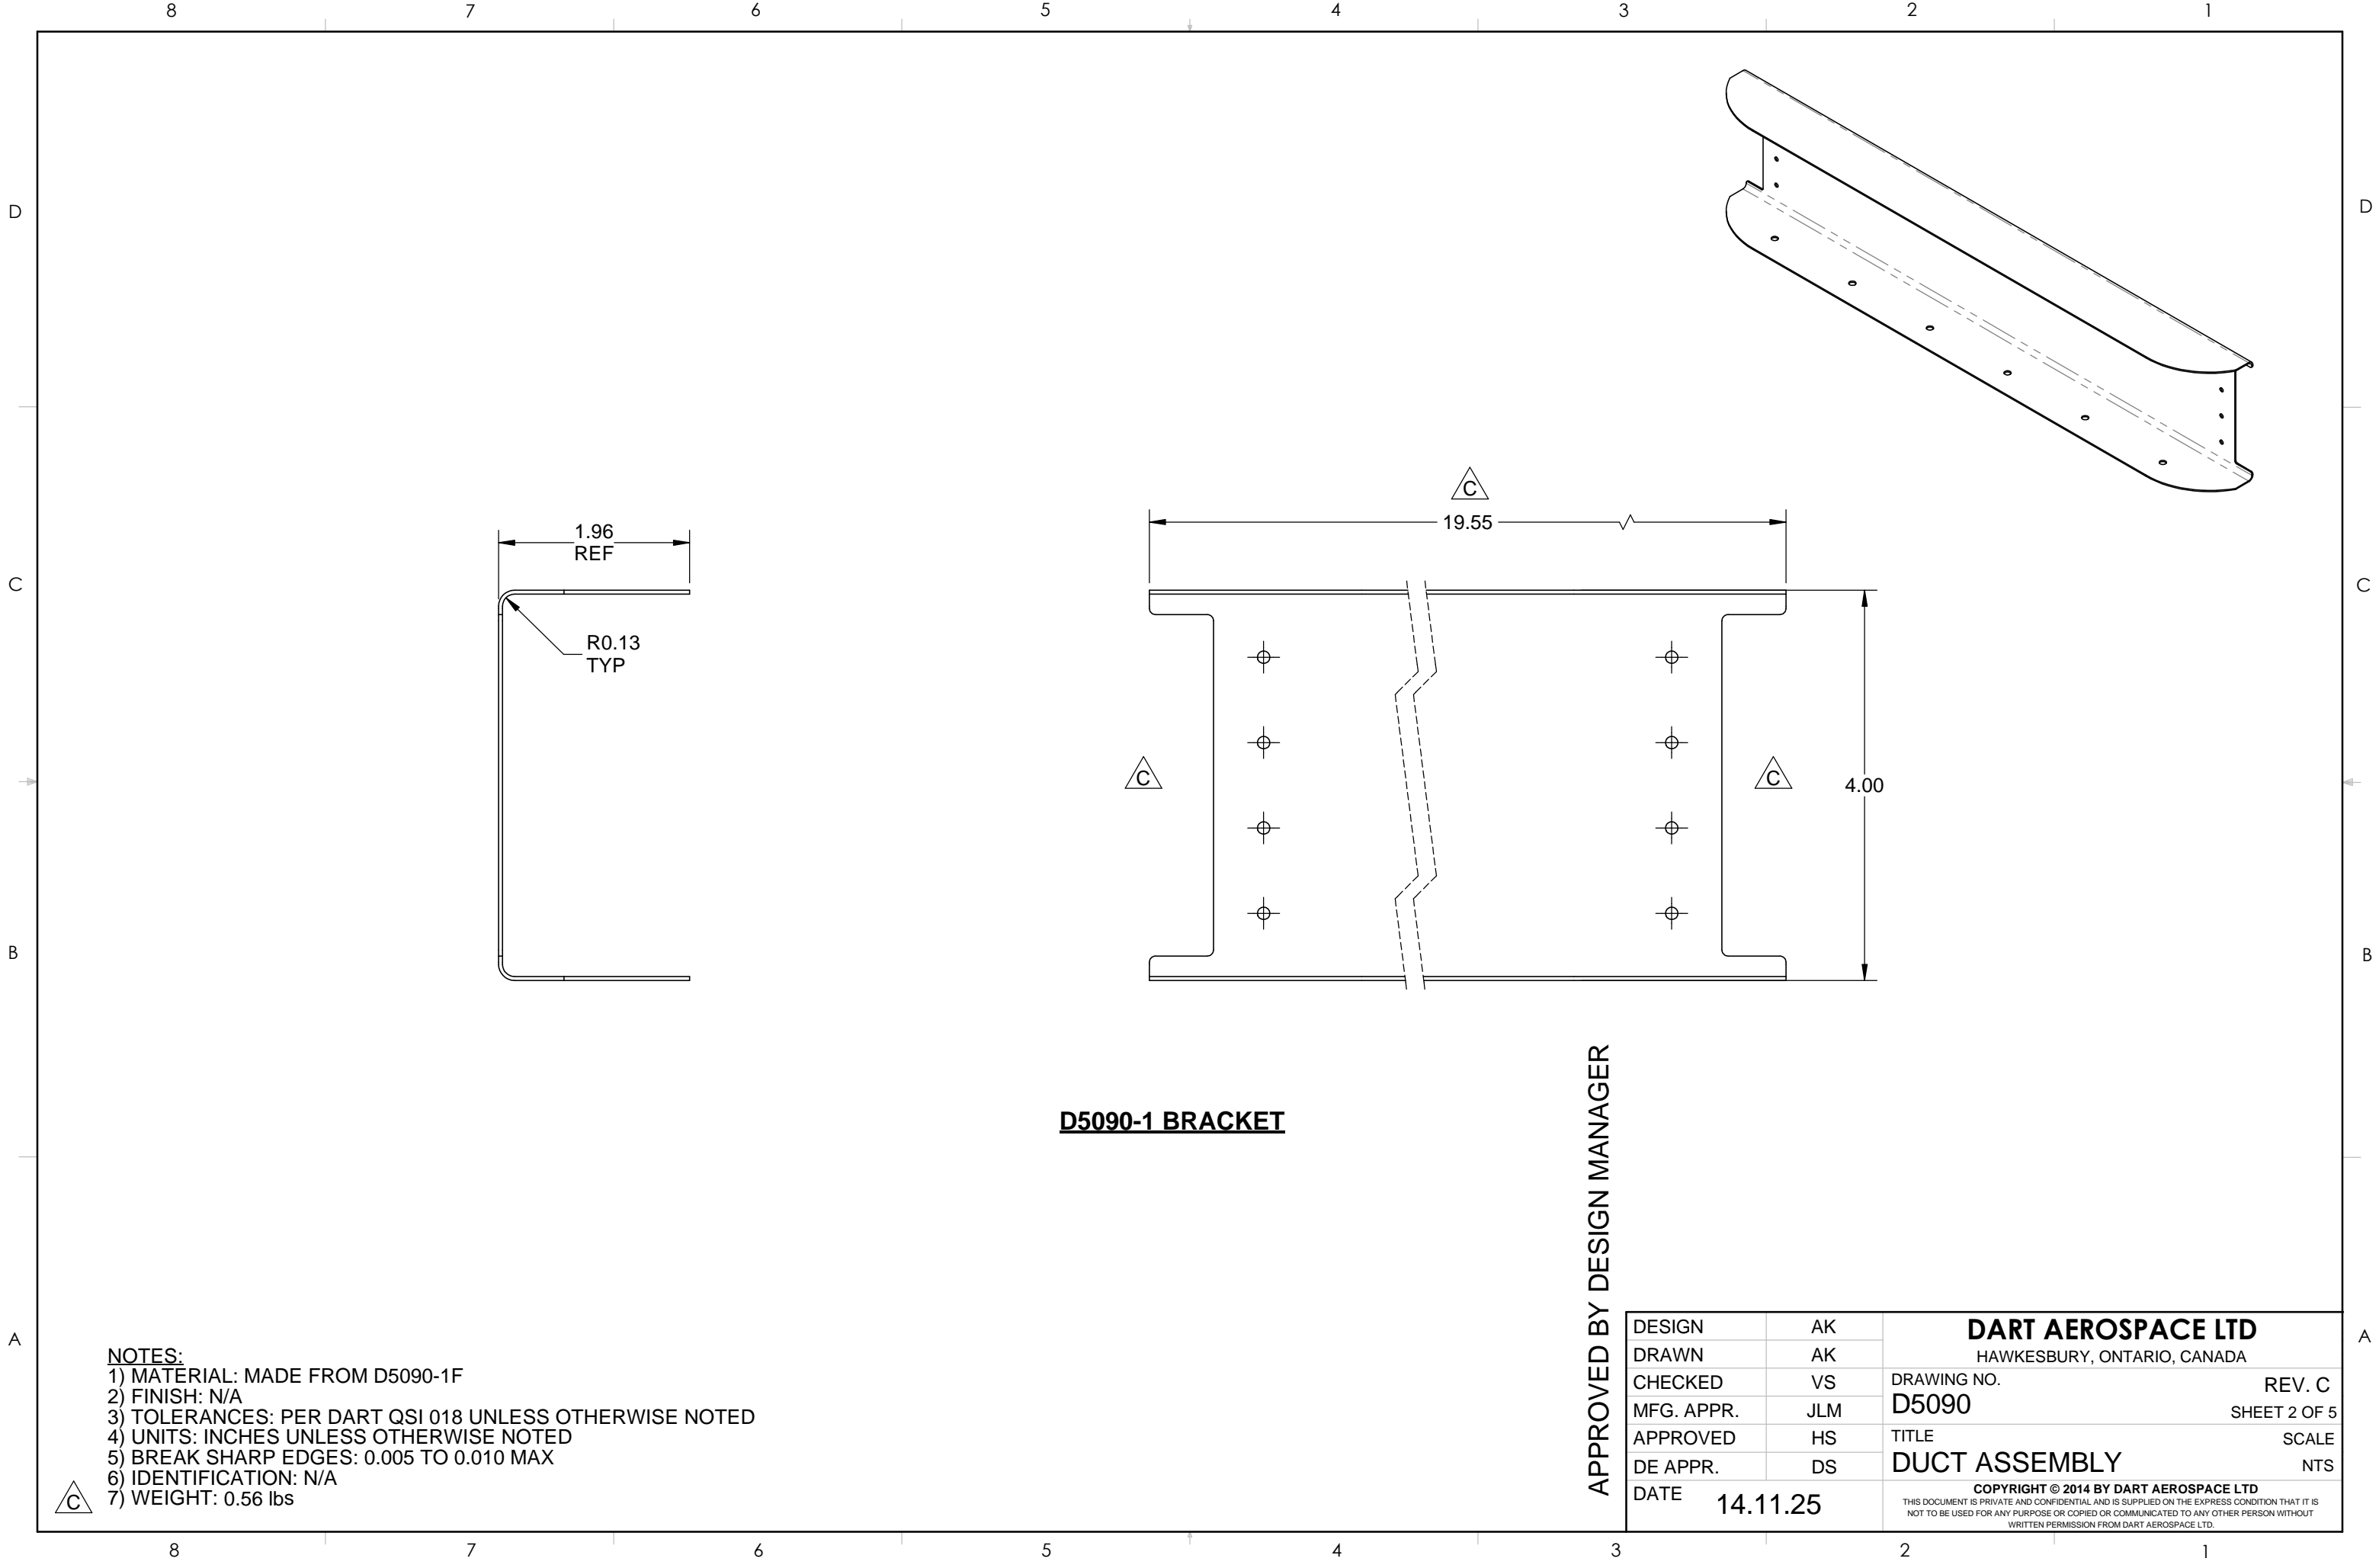 8 7 6 5 4 3 2 1
D
D
C
19.55
1.96
REF
C
C
R0.13
TYP
C
C
4.00
B
B
D5090-1 BRACKET
APPROVED BY DESIGN MANAGER
A
A
NOTES:
1) MATERIAL: MADE FROM D5090-1F
2) FINISH: N/A
3) TOLERANCES: PER DART QSI 018 UNLESS OTHERWISE NOTED
4) UNITS: INCHES UNLESS OTHERWISE NOTED
5) BREAK SHARP EDGES: 0.005 TO 0.010 MAX
6) IDENTIFICATION: N/A
C
7) WEIGHT: 0.56 lbs
DESIGN AK
DRAWN AK
CHECKED VS
MFG. APPR. JLM
APPROVED HS
DE APPR. DS
DATE 14.11.25
DART AEROSPACE LTD
HAWKESBURY, ONTARIO, CANADA
DRAWING NO. REV. C
D5090 SHEET 2 OF 5
TITLE SCALE
DUCT ASSEMBLY NTS
COPYRIGHT © 2014 BY DART AEROSPACE LTD
THIS DOCUMENT IS PRIVATE AND CONFIDENTIAL AND IS SUPPLIED ON THE EXPRESS CONDITION THAT IT IS
NOT TO BE USED FOR ANY PURPOSE OR COPIED OR COMMUNICATED TO ANY OTHER PERSON WITHOUT
WRITTEN PERMISSION FROM DART AEROSPACE LTD.
8 7 6 5 4 3 2 1